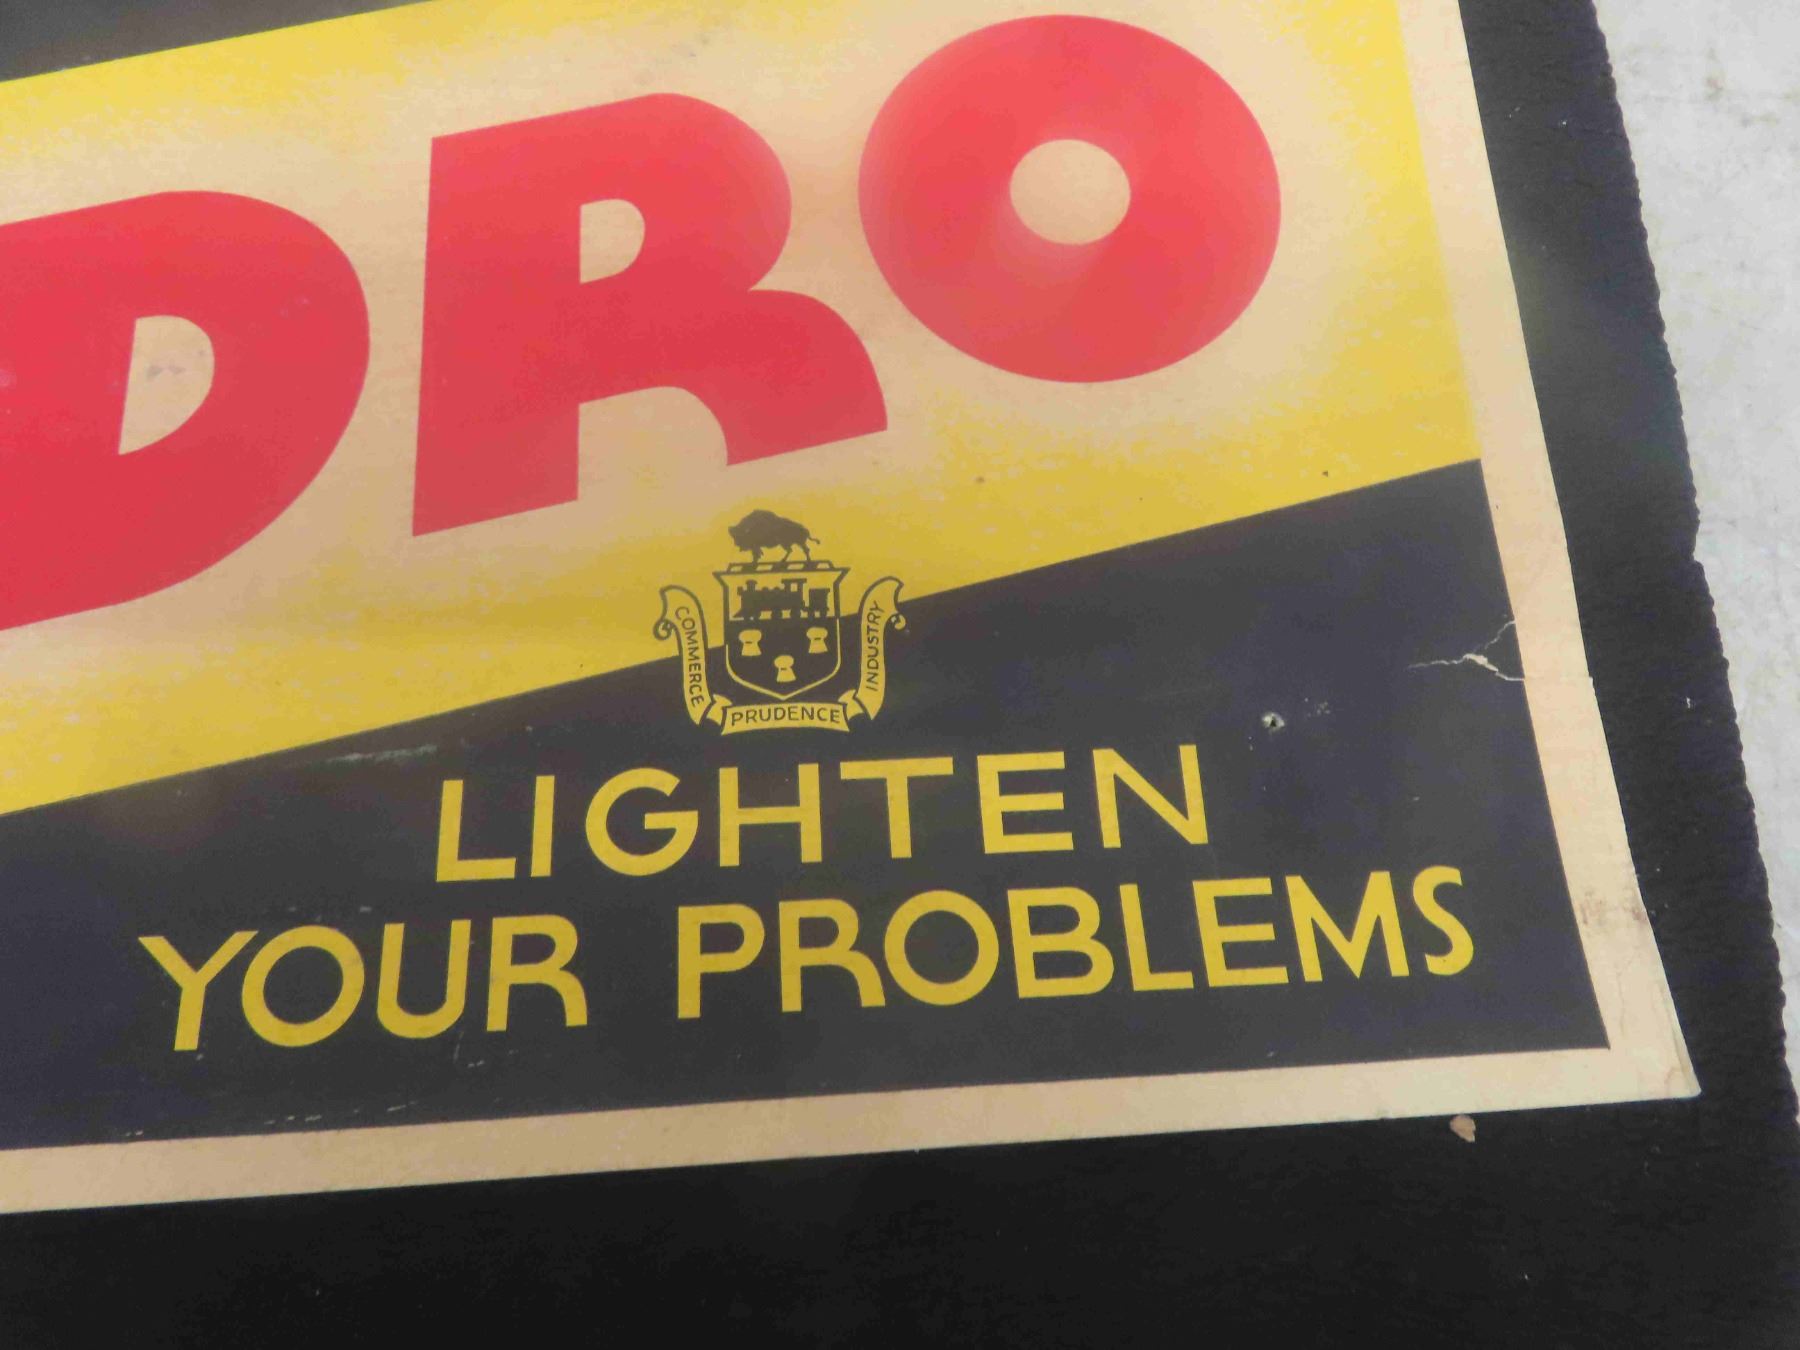 DRO
COMMERCE
PRUDENCE
INDUSTRY
LIGHTEN
YOUR PROBLEMS